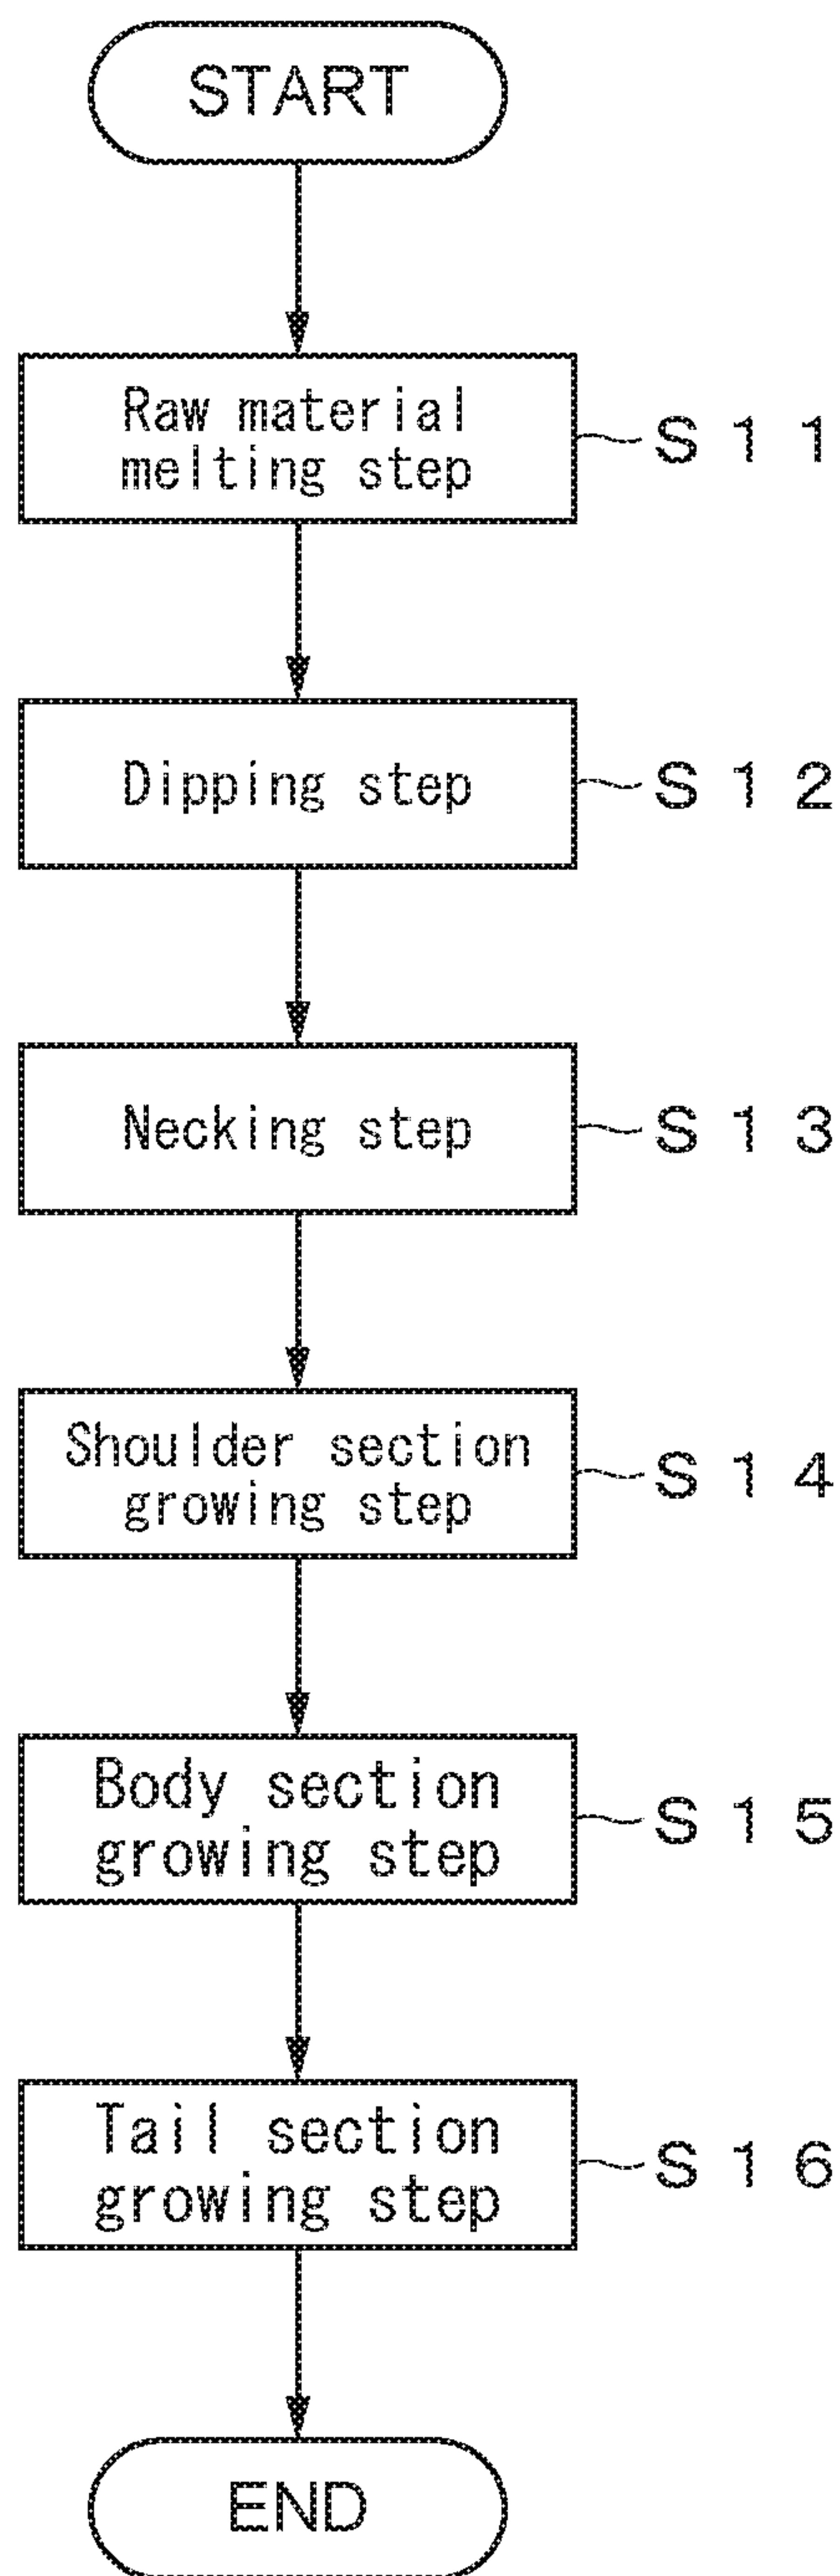 START
Raw material
melting step
S11
Dipping step
S12
Necking step
S13
Shoulder section
growing step
S14
Body section
growing step
S15
Tail section
growing step
S16
END